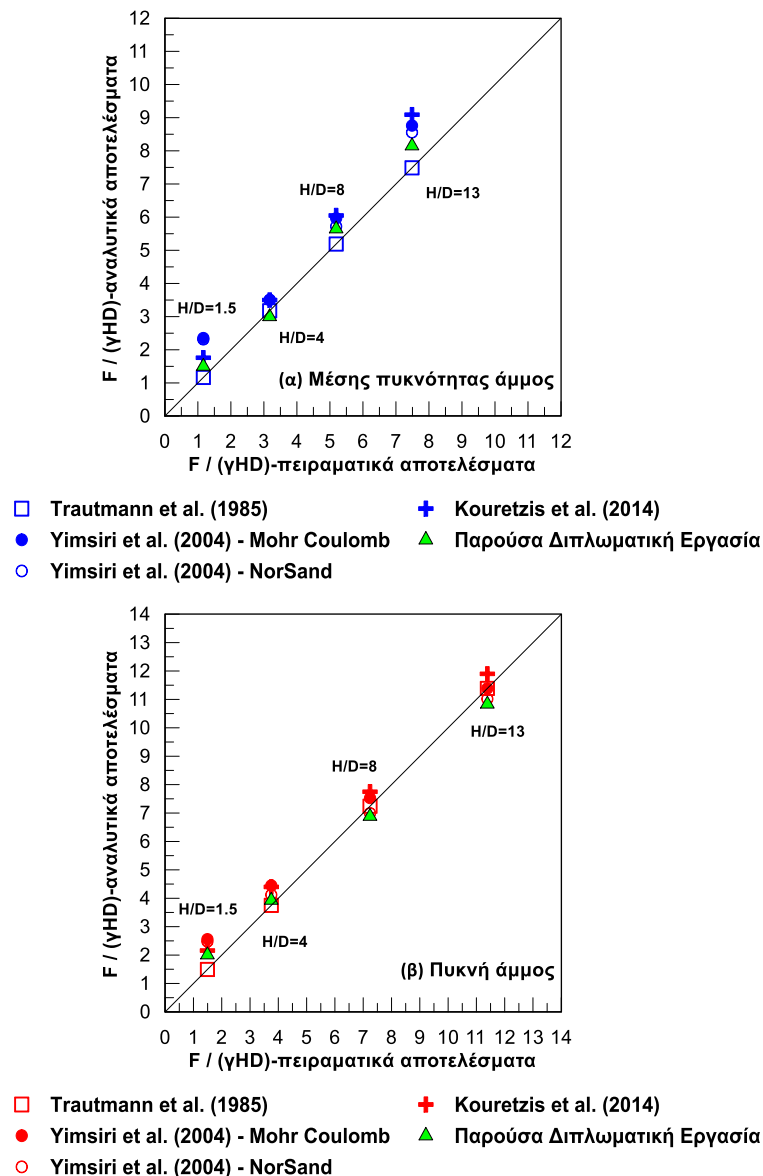 12
11
10
9
8
7
6
5
4
3
2
1
0
F / (γHD)-αναλυτικά αποτελέσματα
H/D=8
H/D=13
H/D=1.5
H/D=4
(α) Μέσης πυκνότητας άμμος
0 1 2 3 4 5 6 7 8 9 10 11 12
F / (γHD)-πειραματικά αποτελέσματα
Trautmann et al. (1985)
Kouretzis et al. (2014)
Yimsiri et al. (2004) - Mohr Coulomb
Παρούσα Διπλωματική Εργασία
Yimsiri et al. (2004) - NorSand
14
13
12
11
10
9
8
7
6
5
4
3
2
1
0
F / (γHD)-αναλυτικά αποτελέσματα
H/D=13
H/D=8
H/D=1.5
H/D=4
(β) Πυκνή άμμος
0 1 2 3 4 5 6 7 8 9 10 11 12 13 14
F / (γHD)-πειραματικά αποτελέσματα
Trautmann et al. (1985)
Kouretzis et al. (2014)
Yimsiri et al. (2004) - Mohr Coulomb
Παρούσα Διπλωματική Εργασία
Yimsiri et al. (2004) - NorSand